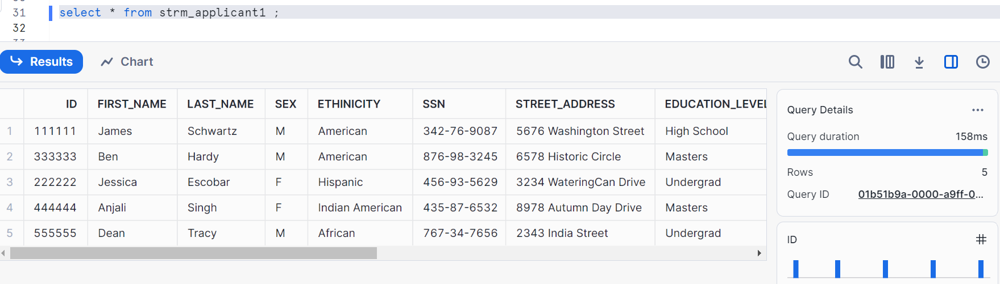 31 select * from strm_applicant1 ;
32
Results Chart
ID FIRST_NAME LAST_NAME SEX ETHINICITY SSN STREET_ADDRESS EDUCATION_LEVEL
1 111111 James Schwartz M American 342-76-9087 5676 Washington Street High School
2 333333 Ben Hardy M American 876-98-3245 6578 Historic Circle Masters
3 222222 Jessica Escobar F Hispanic 456-93-5629 3234 WateringCan Drive Undergrad
4 444444 Anjali Singh F Indian American 435-87-6532 8978 Autumn Day Drive Masters
5 555555 Dean Tracy M African 767-34-7656 2343 India Street Undergrad
Query Details ...
Query duration 158ms
Rows 5
Query ID 01b51b9a-0000-a9ff-0...
ID #